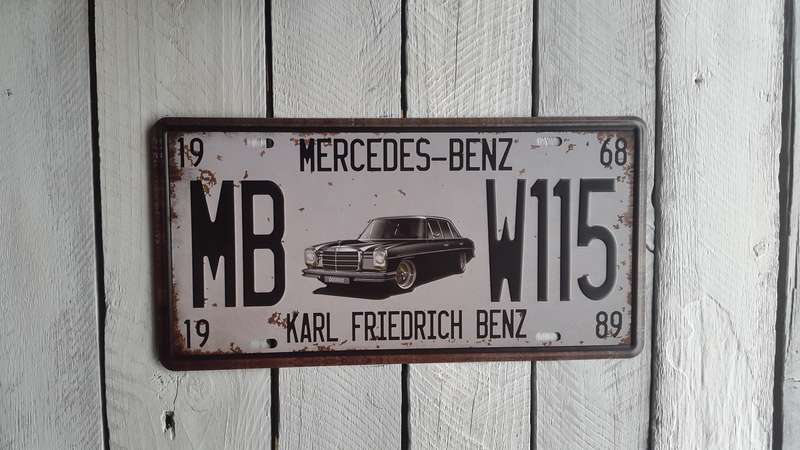 19 MERCEDES-BENZ 68
MB W115
19 KARL FRIEDRICH BENZ 89